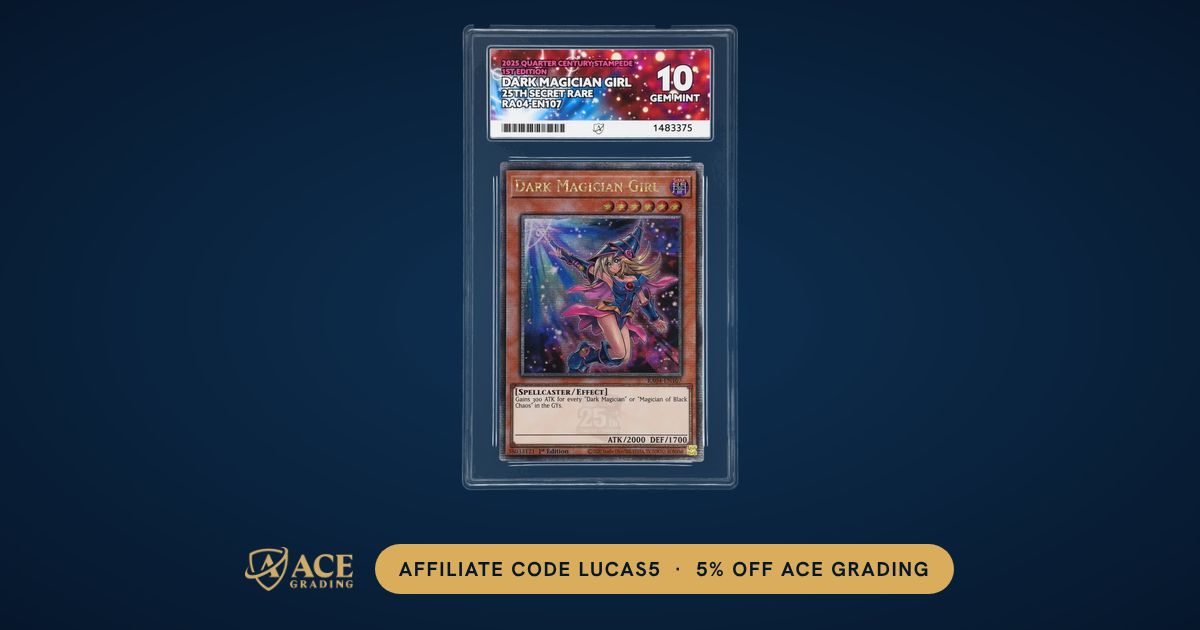 2025 QUARTER CENTURY STAMPEDE
1ST EDITION
DARK MAGICIAN GIRL
25TH SECRET RARE
RA04-EN107
10
GEM MINT
1483375
DARK MAGICIAN GIRL
RA04-EN107
[SPELLCASTER/EFFECT]
Gains 300 ATK for every "Dark Magician" or "Magician of Black
Chaos" in the GYs.
25th
ATK/2000 DEF/1700
1st Edition
ACE
GRADING
AFFILIATE CODE LUCAS5 · 5% OFF ACE GRADING